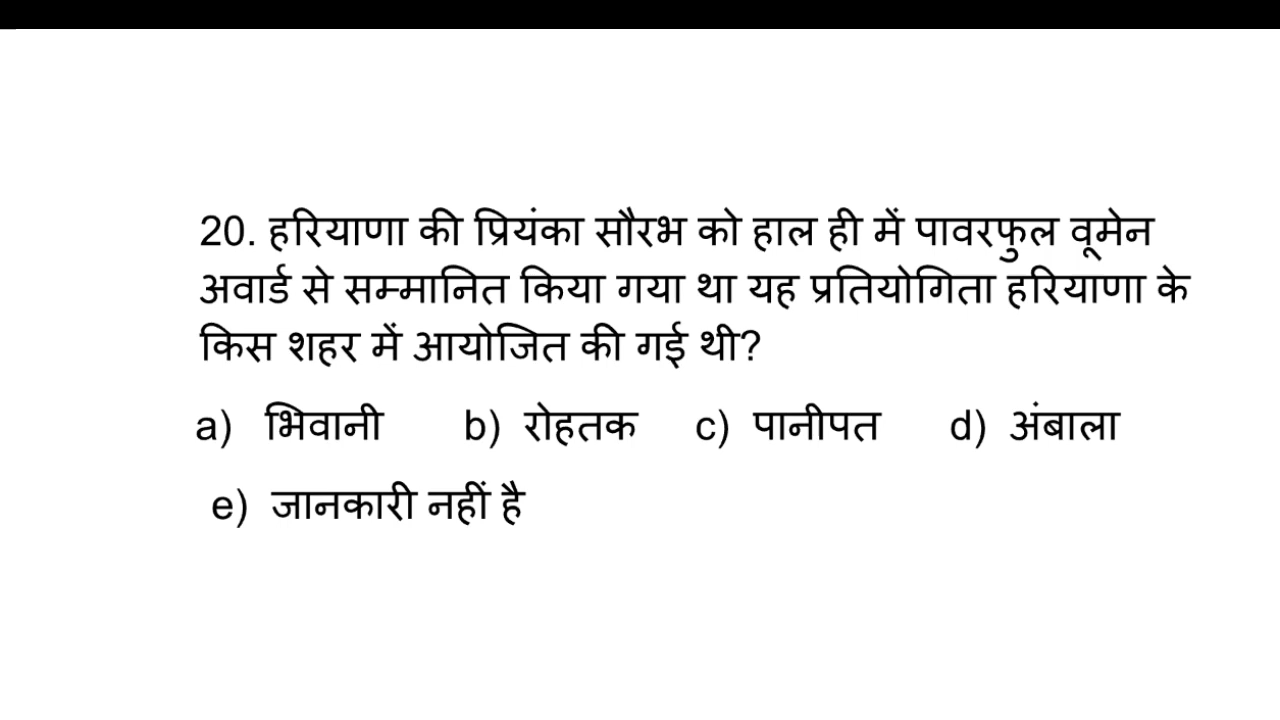 20. हरियाणा की प्रियंका सौरभ को हाल ही में पावरफुल वूमेन
अवार्ड से सम्मानित किया गया था यह प्रतियोगिता हरियाणा के
किस शहर में आयोजित की गई थी?
a) भिवानी b) रोहतक c) पानीपत d) अंबाला
e) जानकारी नहीं है